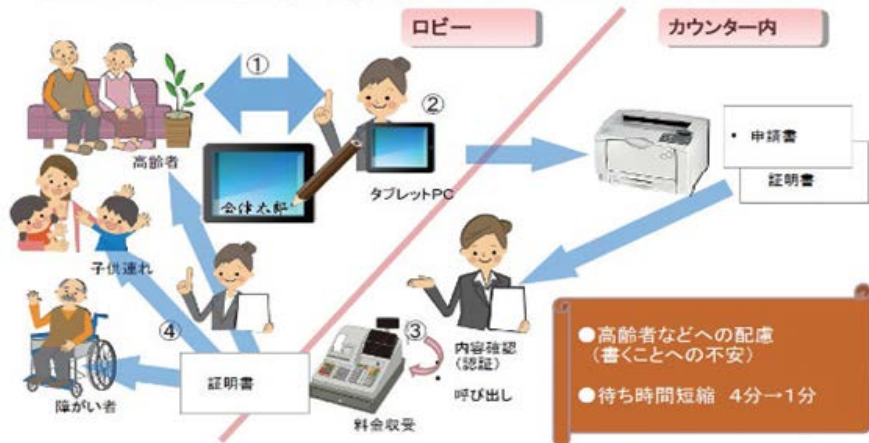 ロビー
カウンター内
①
②
高齢者
会津太郎
タブレットPC
・ 申請書
証明書
子供連れ
④
障がい者
証明書
③
料金収受
内容確認
(認証)
・
呼び出し
●高齢者などへの配慮
(書くことへの不安)
●待ち時間短縮 4分→1分